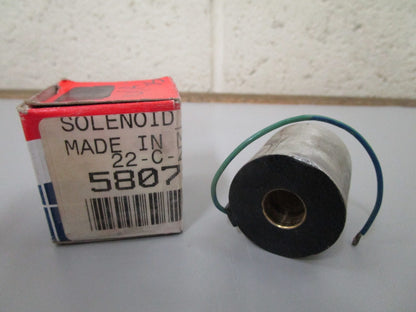 SOLENOID
MADE IN
22-C-
5807